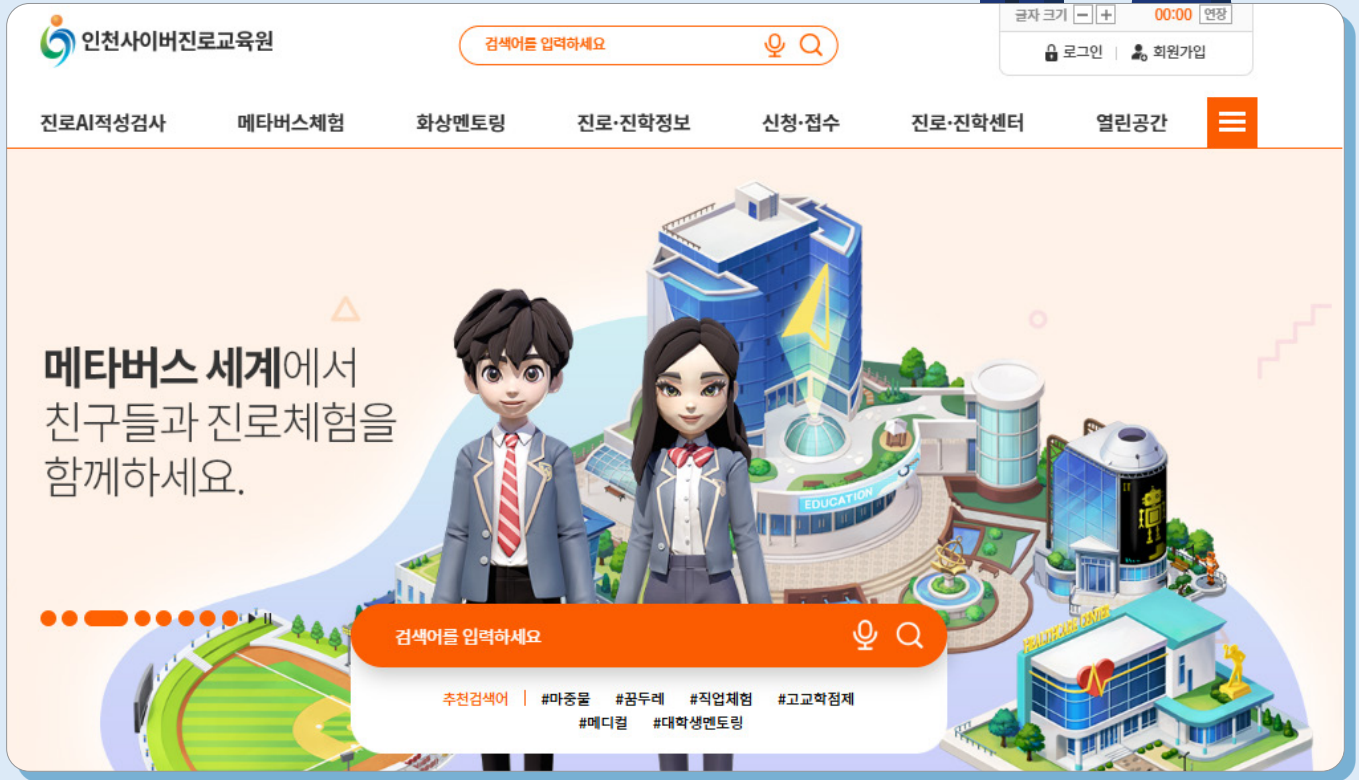 글자 크기 − + 00:00 연장
인천사이버진로교육원
검색어를 입력하세요
로그인 | 회원가입
진로AI적성검사 메타버스체험 화상멘토링 진로·진학정보 신청·접수 진로·진학센터 열린공간
메타버스 세계에서
친구들과 진로체험을
함께하세요.
EDUCATION
HEALTHCARE CENTER
검색어를 입력하세요
추천검색어 | #마중물 #꿈두레 #직업체험 #고교학점제
#메디컬 #대학생멘토링